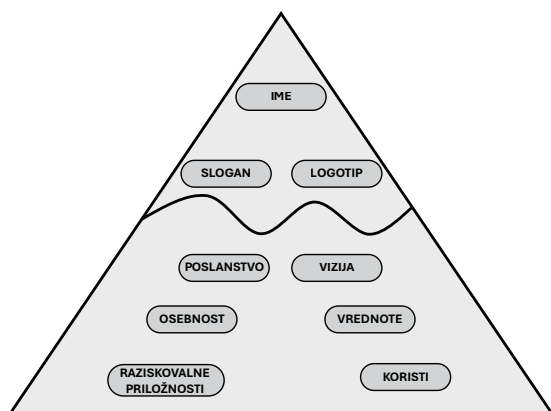 IME
SLOGAN
LOGOTIP
POSLANSTVO
VIZIJA
OSEBNOST
VREDNOTE
RAZISKOVALNE
PRILOŽNOSTI
KORISTI